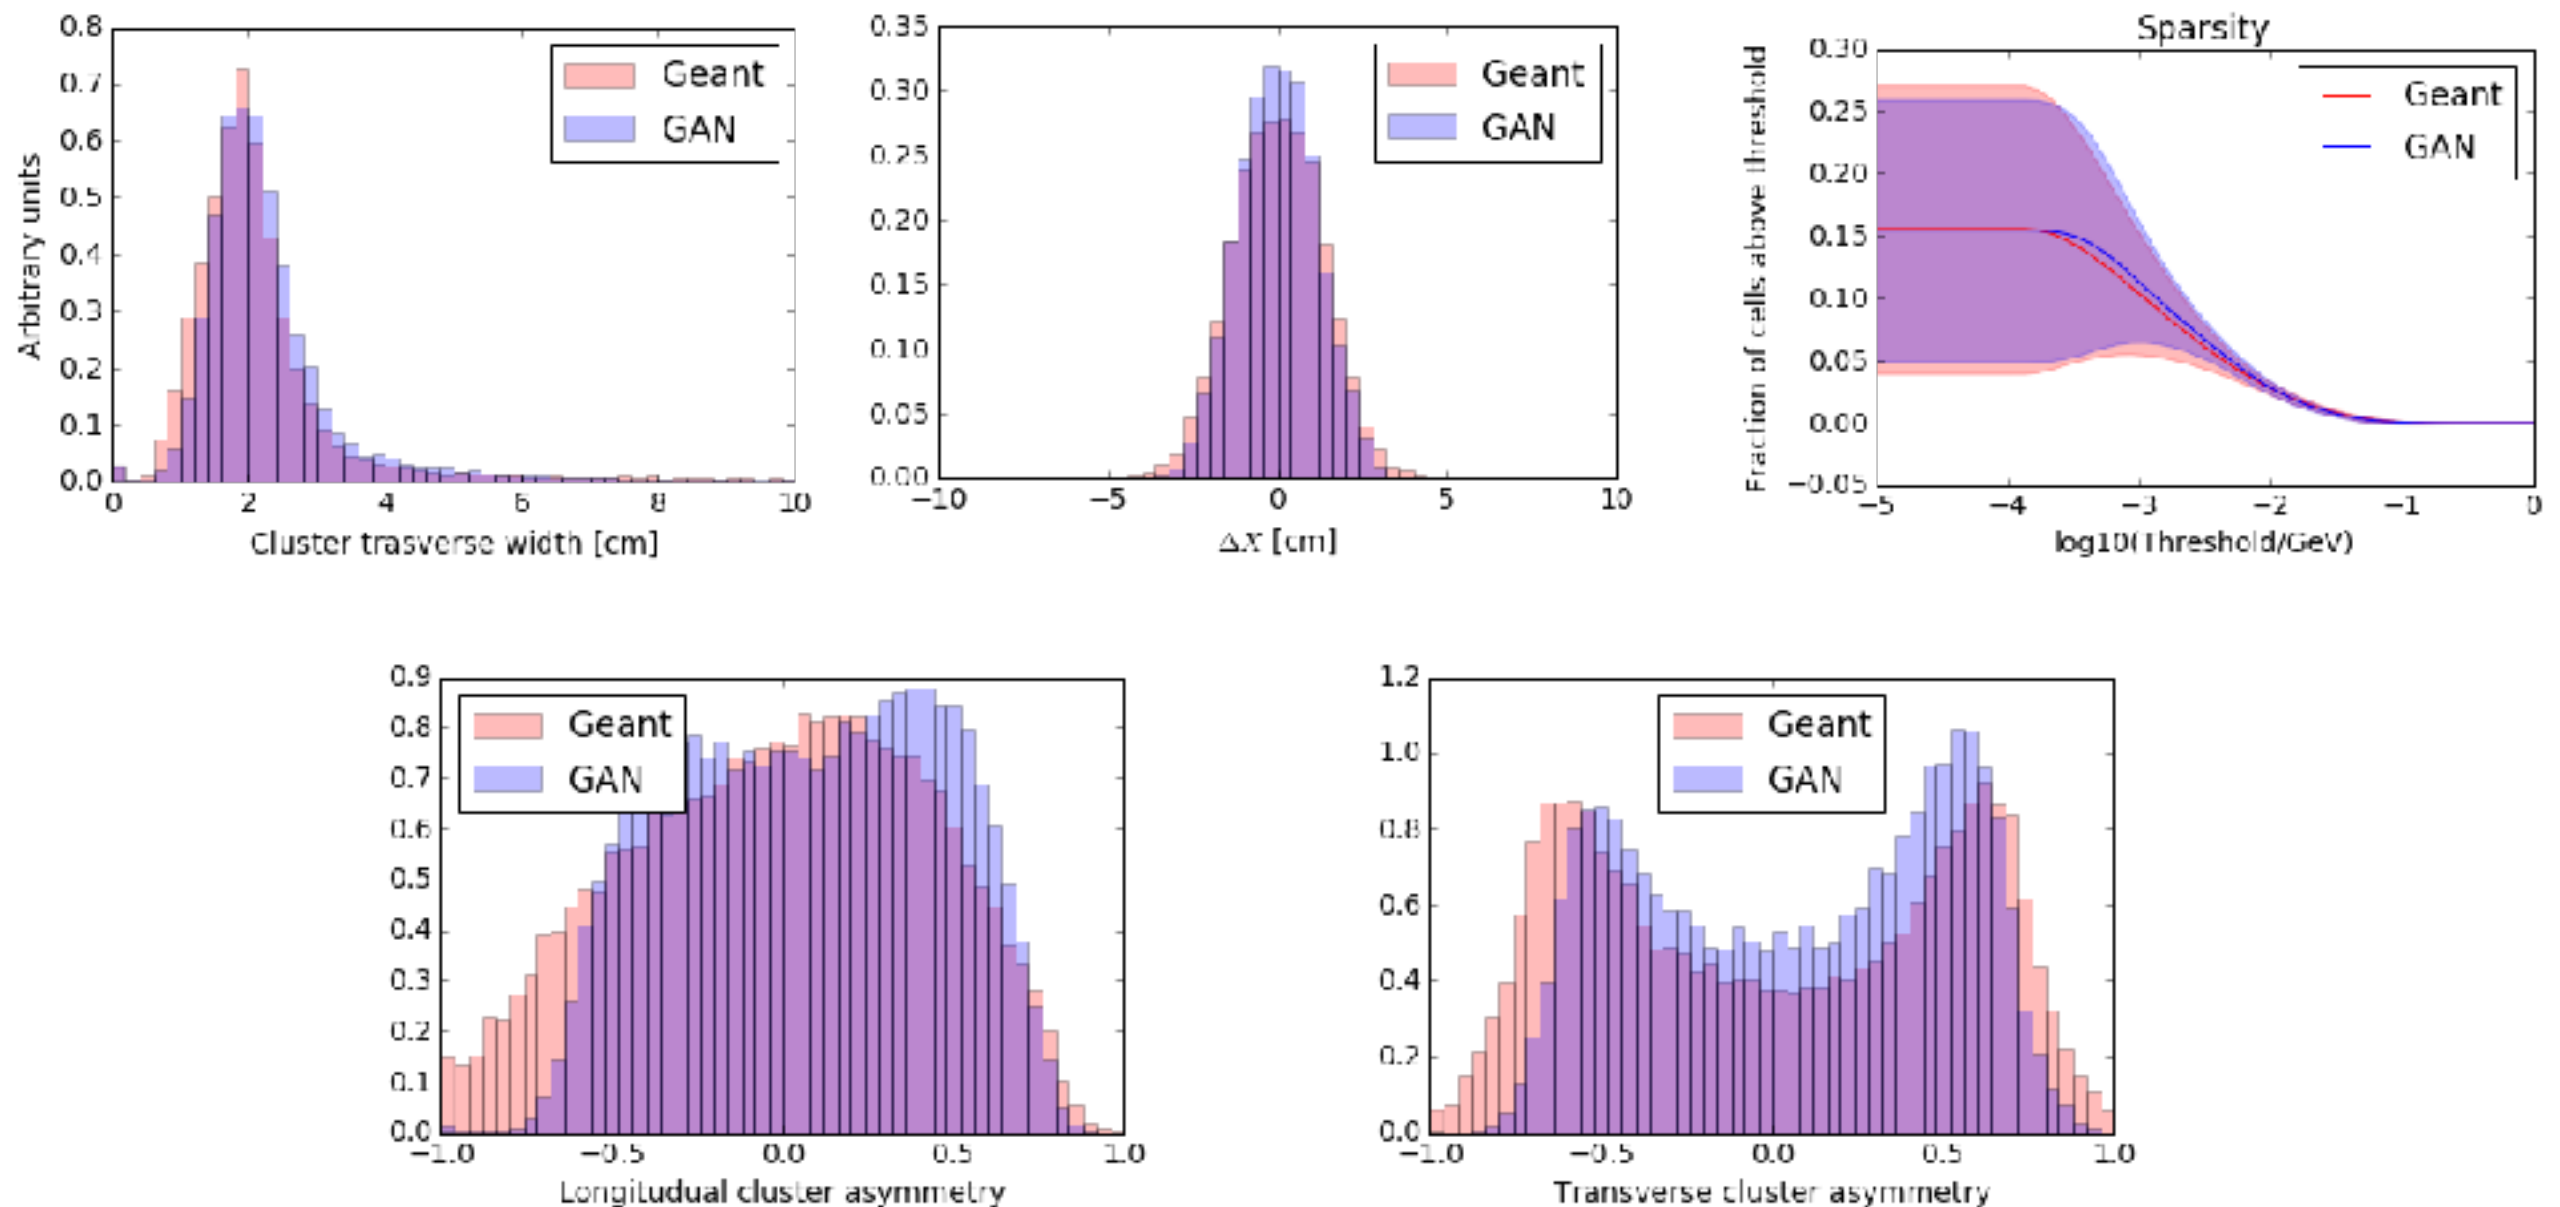 0.8
0.7
0.6
0.5
0.4
0.3
0.2
0.1
0.0
Arbitrary units
Geant
GAN
0 2 4 6 8 10
Cluster trasverse width [cm]
0.35
0.30
0.25
0.20
0.15
0.10
0.05
0.00
Geant
GAN
−10 −5 0 5 10
ΔX [cm]
Sparsity
0.30
0.25
0.20
0.15
0.10
0.05
0.00
−0.05
Fraction of cells above threshold
Geant
GAN
−5 −4 −3 −2 −1 0
log10(Threshold/GeV)
0.9
0.8
0.7
0.6
0.5
0.4
0.3
0.2
0.1
0.0
Geant
GAN
−1.0 −0.5 0.0 0.5 1.0
Longitudual cluster asymmetry
1.2
1.0
0.8
0.6
0.4
0.2
0.0
Geant
GAN
−1.0 −0.5 0.0 0.5 1.0
Transverse cluster asymmetry